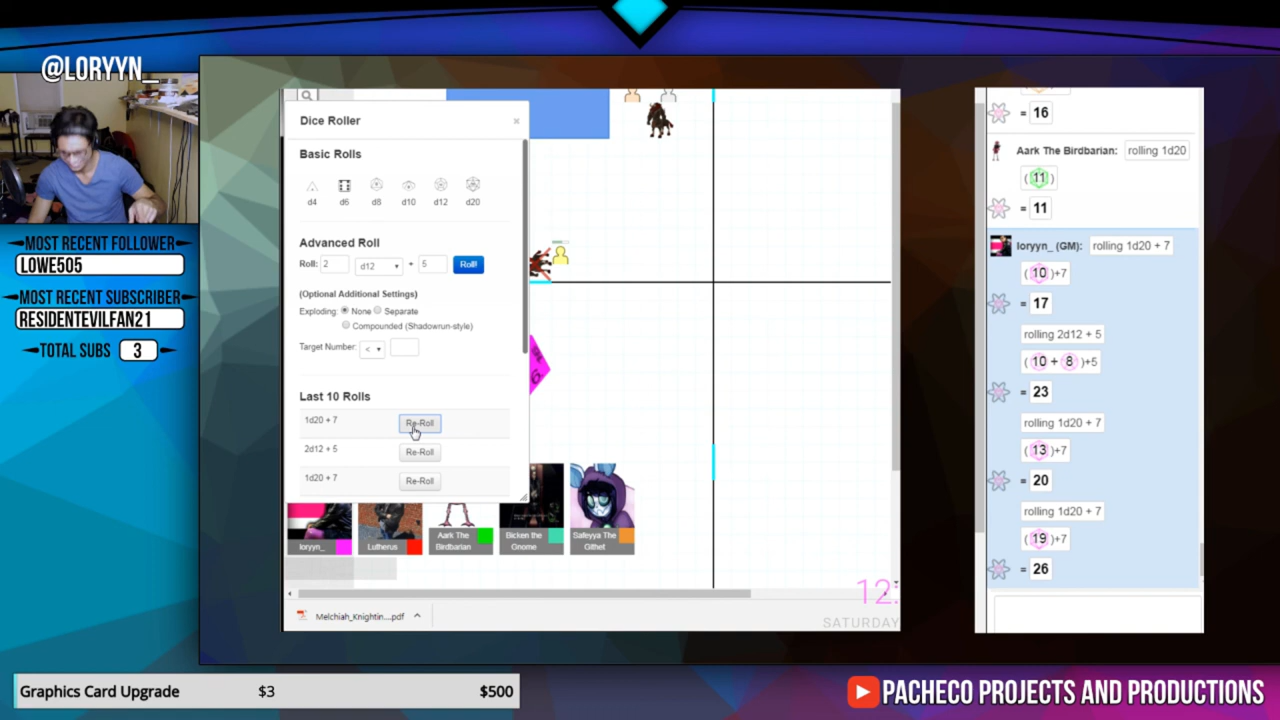 @LORYYN_
MOST RECENT FOLLOWER
LOWE505
MOST RECENT SUBSCRIBER
RESIDENTEVILFAN21
TOTAL SUBS 3
Dice Roller ×
Basic Rolls
d4 d6 d8 d10 d12 d20
Advanced Roll
Roll: 2 d12 + 5 Roll!
(Optional Additional Settings)
Exploding: None Separate
Compounded (Shadowrun-style)
Target Number: <
Last 10 Rolls
1d20 + 7 Re-Roll
2d12 + 5 Re-Roll
1d20 + 7 Re-Roll
6
loryyn_ Lutherus Aark The Birdbarian Bicken the Gnome Safeyya The Githet
12:
SATURDAY
Melchiah_Knightin....pdf
= 16
Aark The Birdbarian: rolling 1d20
(11)
= 11
loryyn_ (GM): rolling 1d20 + 7
(10)+7
= 17
rolling 2d12 + 5
(10 + 8)+5
= 23
rolling 1d20 + 7
(13)+7
= 20
rolling 1d20 + 7
(19)+7
= 26
Graphics Card Upgrade $3 $500
PACHECO PROJECTS AND PRODUCTIONS